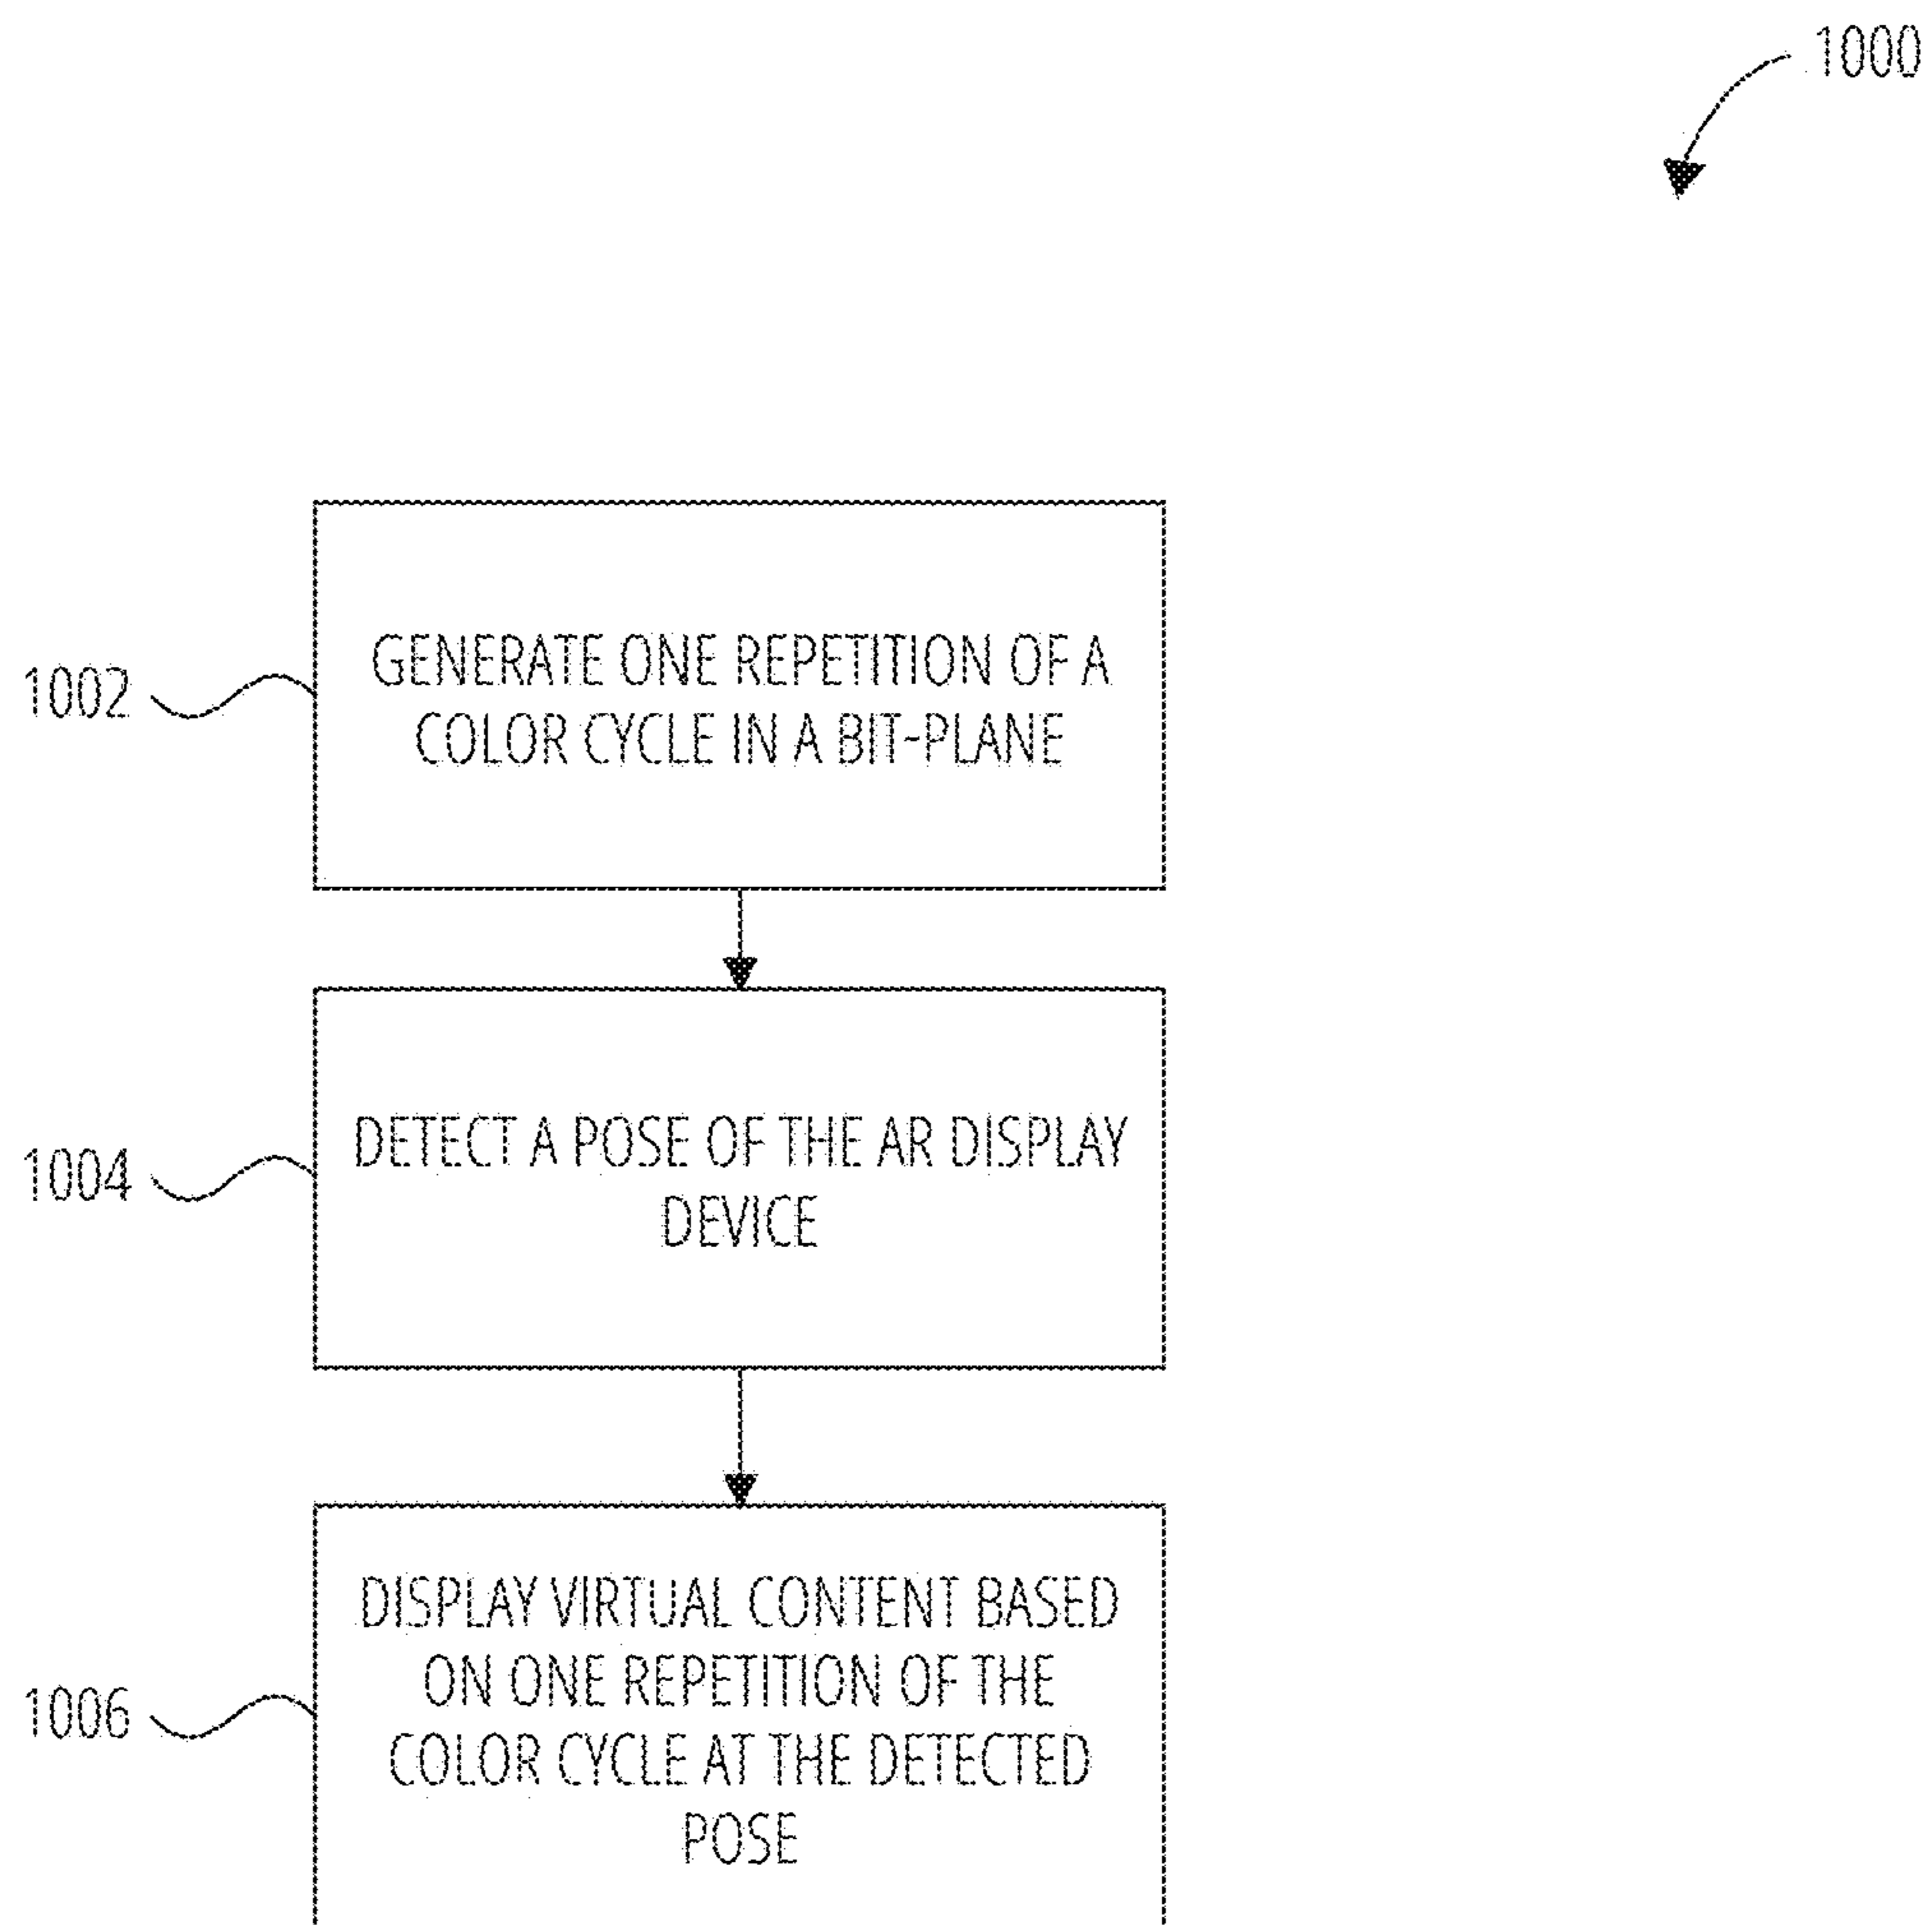 1000
1002
GENERATE ONE REPETITION OF A
COLOR CYCLE IN A BIT-PLANE
1004
DETECT A POSE OF THE AR DISPLAY
DEVICE
1006
DISPLAY VIRTUAL CONTENT BASED
ON ONE REPETITION OF THE
COLOR CYCLE AT THE DETECTED
POSE